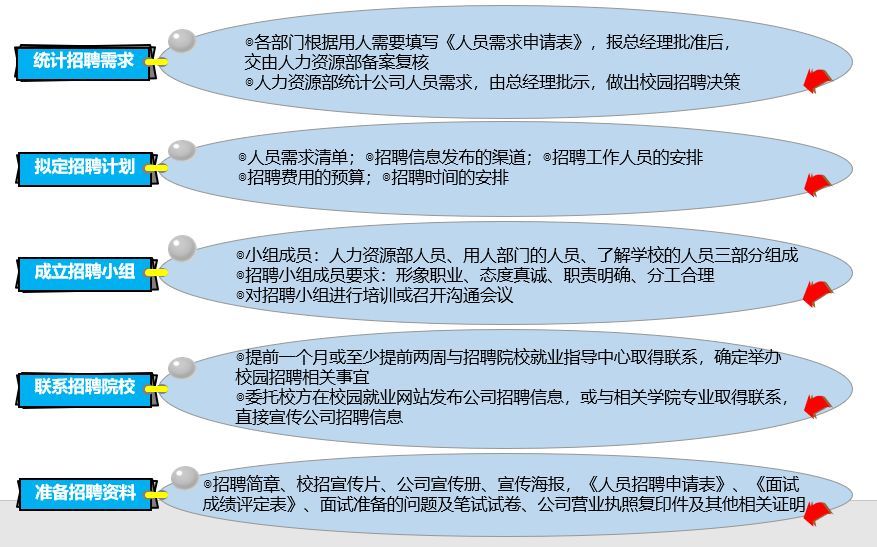 统计招聘需求
◎各部门根据用人需要填写《人员需求申请表》，报总经理批准后，
交由人力资源部备案复核
◎人力资源部统计公司人员需求，由总经理批示，做出校园招聘决策
拟定招聘计划
◎人员需求清单；◎招聘信息发布的渠道；◎招聘工作人员的安排
◎招聘费用的预算；◎招聘时间的安排
成立招聘小组
◎小组成员：人力资源部人员、用人部门的人员、了解学校的人员三部分组成
◎招聘小组成员要求：形象职业、态度真诚、职责明确、分工合理
◎对招聘小组进行培训或召开沟通会议
联系招聘院校
◎提前一个月或至少提前两周与招聘院校就业指导中心取得联系，确定举办
校园招聘相关事宜
◎委托校方在校园就业网站发布公司招聘信息，或与相关学院专业取得联系，
直接宣传公司招聘信息
准备招聘资料
◎招聘简章、校招宣传片、公司宣传册、宣传海报，《人员招聘申请表》、《面试
成绩评定表》、面试准备的问题及笔试试卷、公司营业执照复印件及其他相关证明